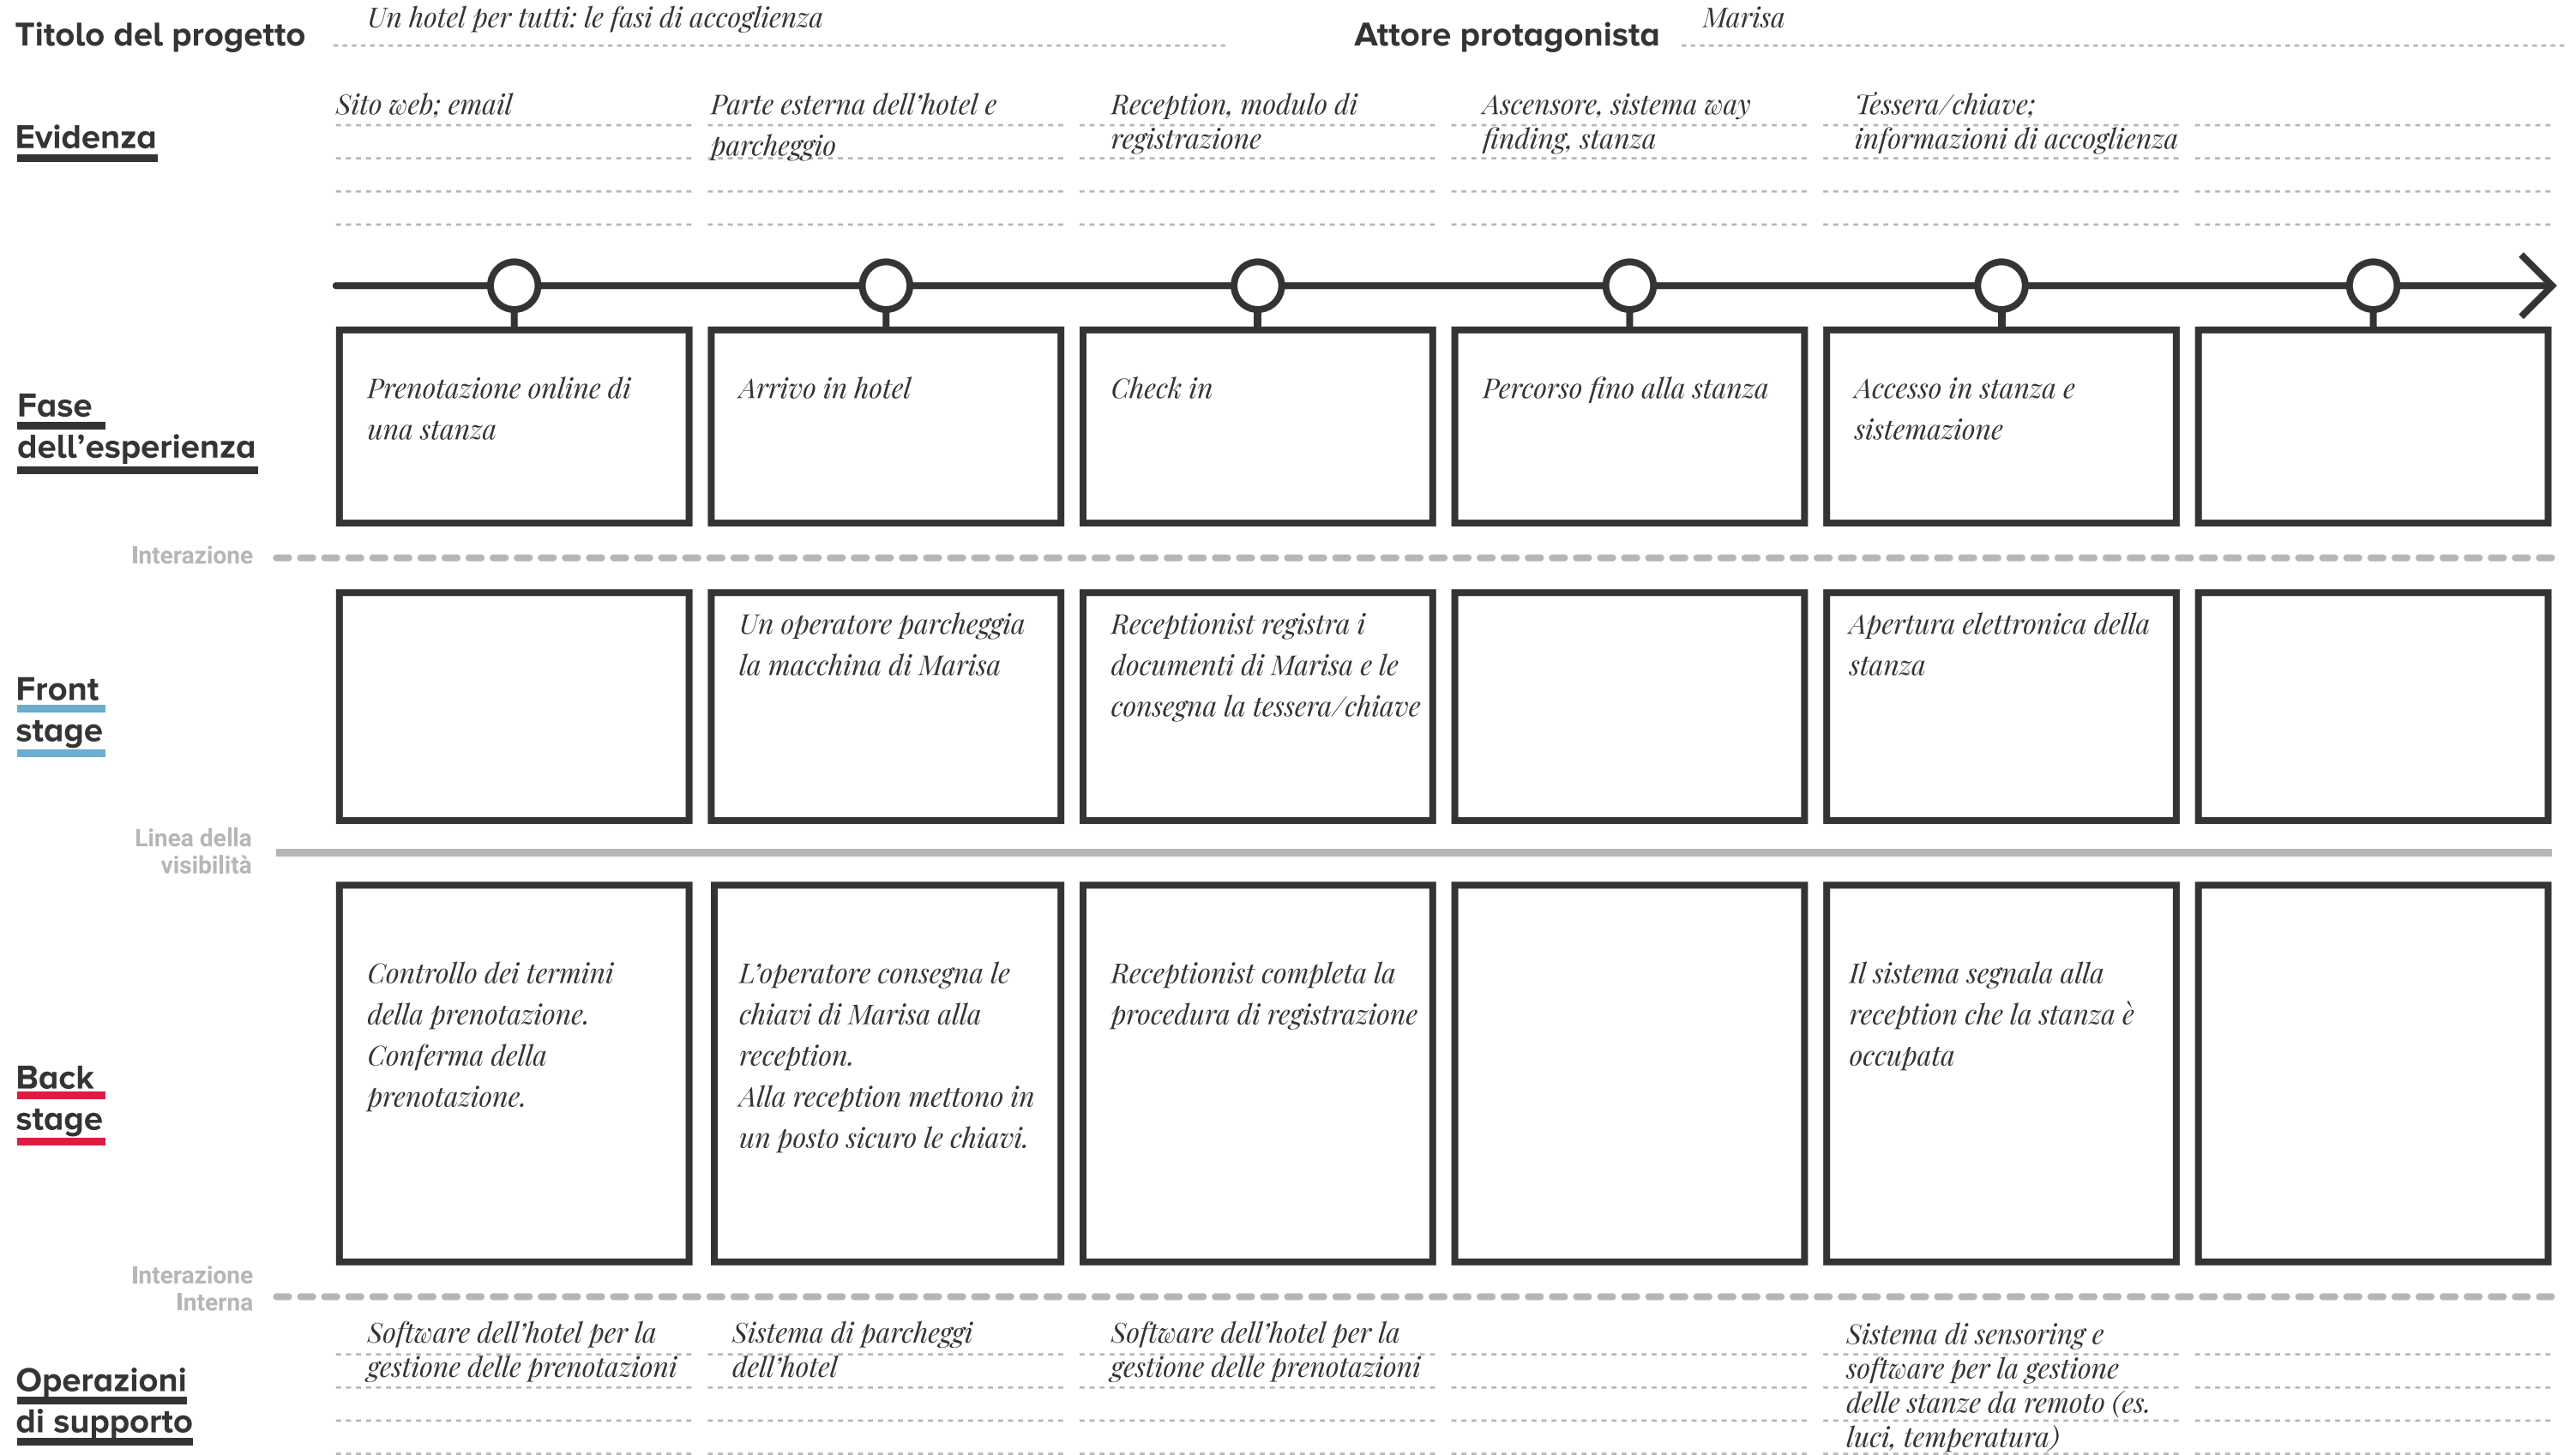 Titolo del progetto
Un hotel per tutti: le fasi di accoglienza
Attore protagonista
Marisa
Evidenza
Sito web; email
Parte esterna dell’hotel e
parcheggio
Reception, modulo di
registrazione
Ascensore, sistema way
finding, stanza
Tessera/chiave;
informazioni di accoglienza
Fase
dell’esperienza
Prenotazione online di
una stanza
Arrivo in hotel
Check in
Percorso fino alla stanza
Accesso in stanza e
sistemazione
Interazione
Front
stage
Un operatore parcheggia
la macchina di Marisa
Receptionist registra i
documenti di Marisa e le
consegna la tessera/chiave
Apertura elettronica della
stanza
Linea della
visibilità
Back
stage
Controllo dei termini
della prenotazione.
Conferma della
prenotazione.
L’operatore consegna le
chiavi di Marisa alla
reception.
Alla reception mettono in
un posto sicuro le chiavi.
Receptionist completa la
procedura di registrazione
Il sistema segnala alla
reception che la stanza è
occupata
Interazione
Interna
Operazioni
di supporto
Software dell’hotel per la
gestione delle prenotazioni
Sistema di parcheggi
dell’hotel
Software dell’hotel per la
gestione delle prenotazioni
Sistema di sensoring e
software per la gestione
delle stanze da remoto (es.
luci, temperatura)